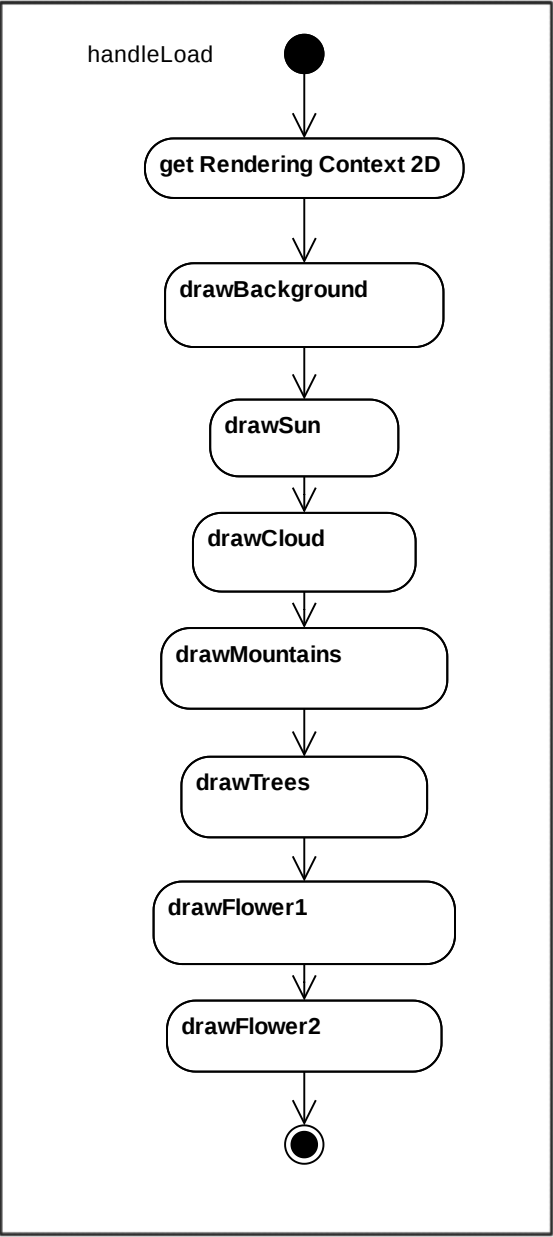 handleLoad
get Rendering Context 2D
drawBackground
drawSun
drawCloud
drawMountains
drawTrees
drawFlower1
drawFlower2